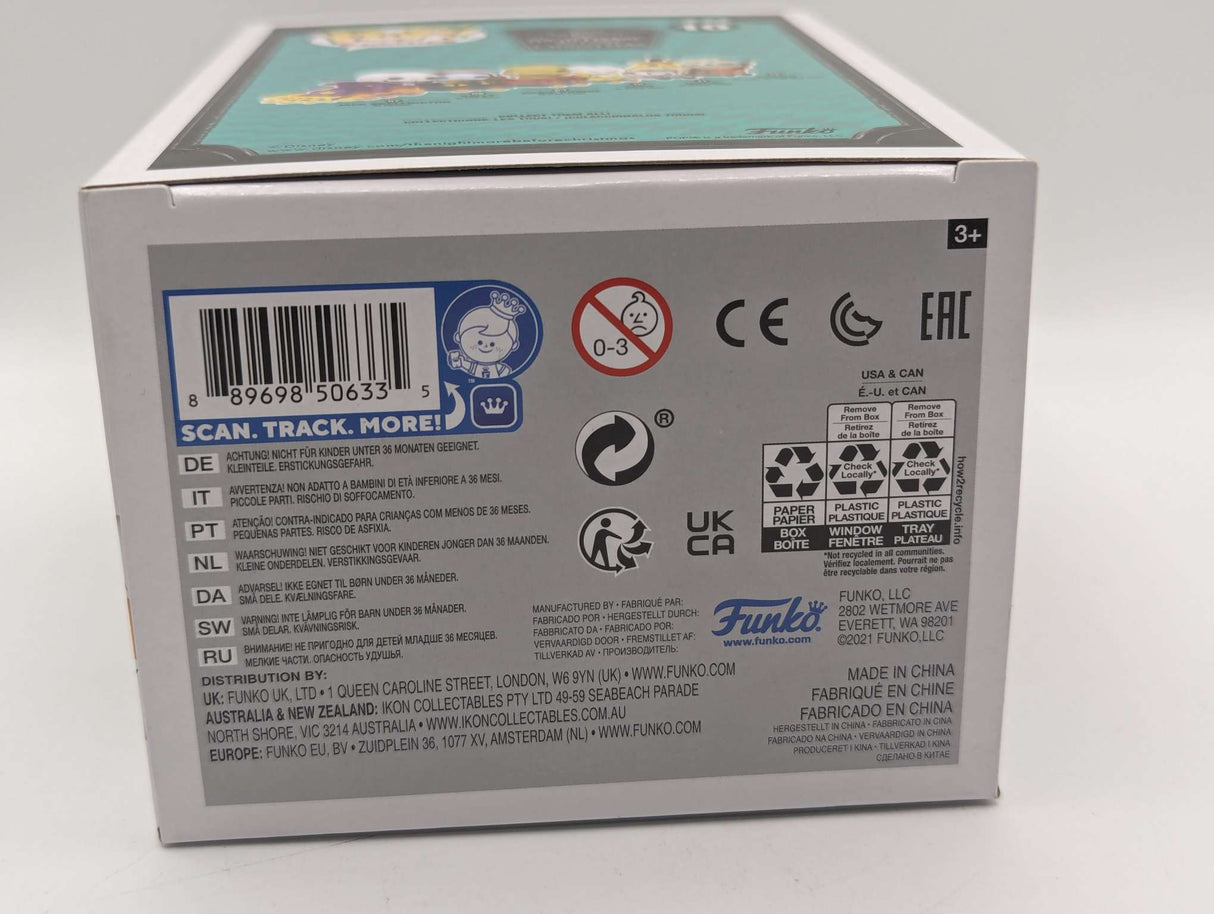 Funko
3+
8 89698 50633 5
SCAN. TRACK. MORE!
™
0-3
CE
EAC
®
UK
CA
USA & CAN
É.-U. et CAN
Remove
From Box
Retirez
de la boîte
Remove
From Box
Retirez
de la boîte
Check
Locally*
Check
Locally*
PAPER
PAPIER
PLASTIC
PLASTIQUE
PLASTIC
PLASTIQUE
BOX
BOÎTE
WINDOW
FENÊTRE
TRAY
PLATEAU
how2recycle.info
*Not recycled in all communities.
Vérifiez localement. Pourrait ne pas
être recyclable dans votre région.
DE ACHTUNG! NICHT FÜR KINDER UNTER 36 MONATEN GEEIGNET.
KLEINTEILE. ERSTICKUNGSGEFAHR.
IT AVVERTENZA! NON ADATTO A BAMBINI DI ETÀ INFERIORE A 36 MESI.
PICCOLE PARTI. RISCHIO DI SOFFOCAMENTO.
PT ATENÇÃO! CONTRA-INDICADO PARA CRIANÇAS COM MENOS DE 36 MESES.
PEQUENAS PARTES. RISCO DE ASFIXIA.
NL WAARSCHUWING! NIET GESCHIKT VOOR KINDEREN JONGER DAN 36 MAANDEN.
KLEINE ONDERDELEN. VERSTIKKINGSGEVAAR.
DA ADVARSEL! IKKE EGNET TIL BØRN UNDER 36 MÅNEDER.
SMÅ DELE. KVÆLNINGSFARE.
SW VARNING! INTE LÄMPLIG FÖR BARN UNDER 36 MÅNADER.
SMÅ DELAR. KVÄVNINGSRISK.
RU ВНИМАНИЕ! НЕ ПРИГОДНО ДЛЯ ДЕТЕЙ МЛАДШЕ 36 МЕСЯЦЕВ.
МЕЛКИЕ ЧАСТИ. ОПАСНОСТЬ УДУШЬЯ.
MANUFACTURED BY • FABRIQUÉ PAR:
FABRICADO POR • HERGESTELLT DURCH:
FABBRICATO DA • FABRICADO POR:
VERVAARDIGD DOOR • FREMSTILLET AF:
TILLVERKAD AV • ПРОИЗВОДИТЕЛЬ:
Funko
www.funko.com
FUNKO, LLC
2802 WETMORE AVE
EVERETT, WA 98201
©2021 FUNKO,LLC
DISTRIBUTION BY:
UK: FUNKO UK, LTD • 1 QUEEN CAROLINE STREET, LONDON, W6 9YN (UK) • WWW.FUNKO.COM
AUSTRALIA & NEW ZEALAND: IKON COLLECTABLES PTY LTD 49-59 SEABEACH PARADE
NORTH SHORE, VIC 3214 AUSTRALIA • WWW.IKONCOLLECTABLES.COM.AU
EUROPE: FUNKO EU, BV • ZUIDPLEIN 36, 1077 XV, AMSTERDAM (NL) • WWW.FUNKO.COM
MADE IN CHINA
FABRIQUÉ EN CHINE
FABRICADO EN CHINA
HERGESTELLT IN CHINA • FABBRICATO IN CINA
FABRICADO NA CHINA • VERVAARDIGD IN CHINA
PRODUCERET I KINA • TILLVERKAD I KINA
СДЕЛАНО В КИТАЕ